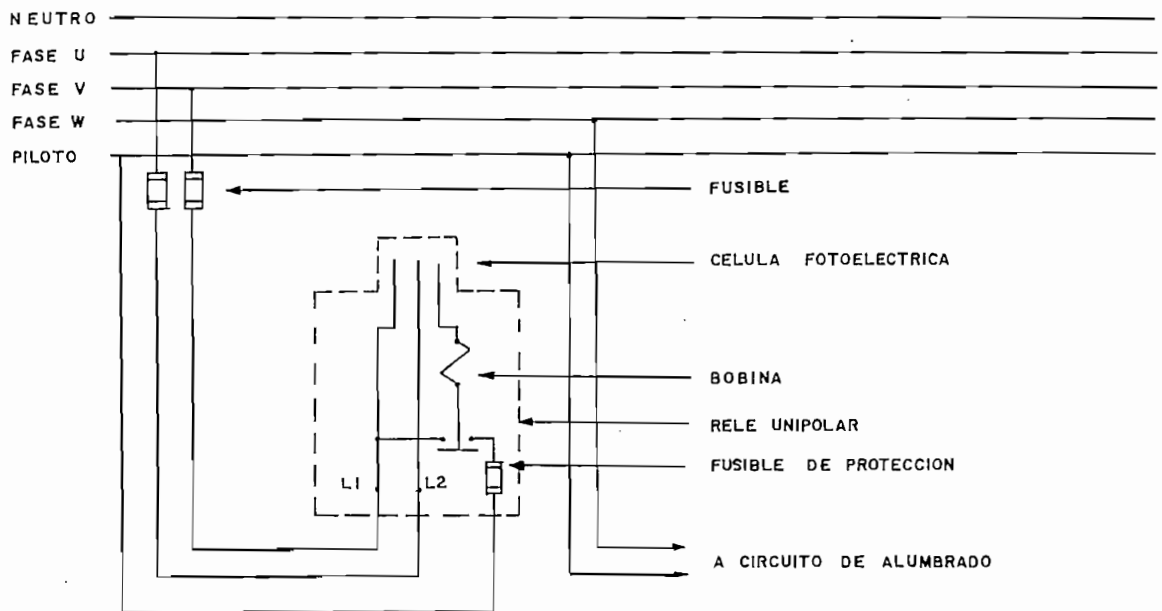 NEUTRO
FASE U
FASE V
FASE W
PILOTO
FUSIBLE
CELULA FOTOELECTRICA
BOBINA
RELE UNIPOLAR
FUSIBLE DE PROTECCION
L1
L2
A CIRCUITO DE ALUMBRADO